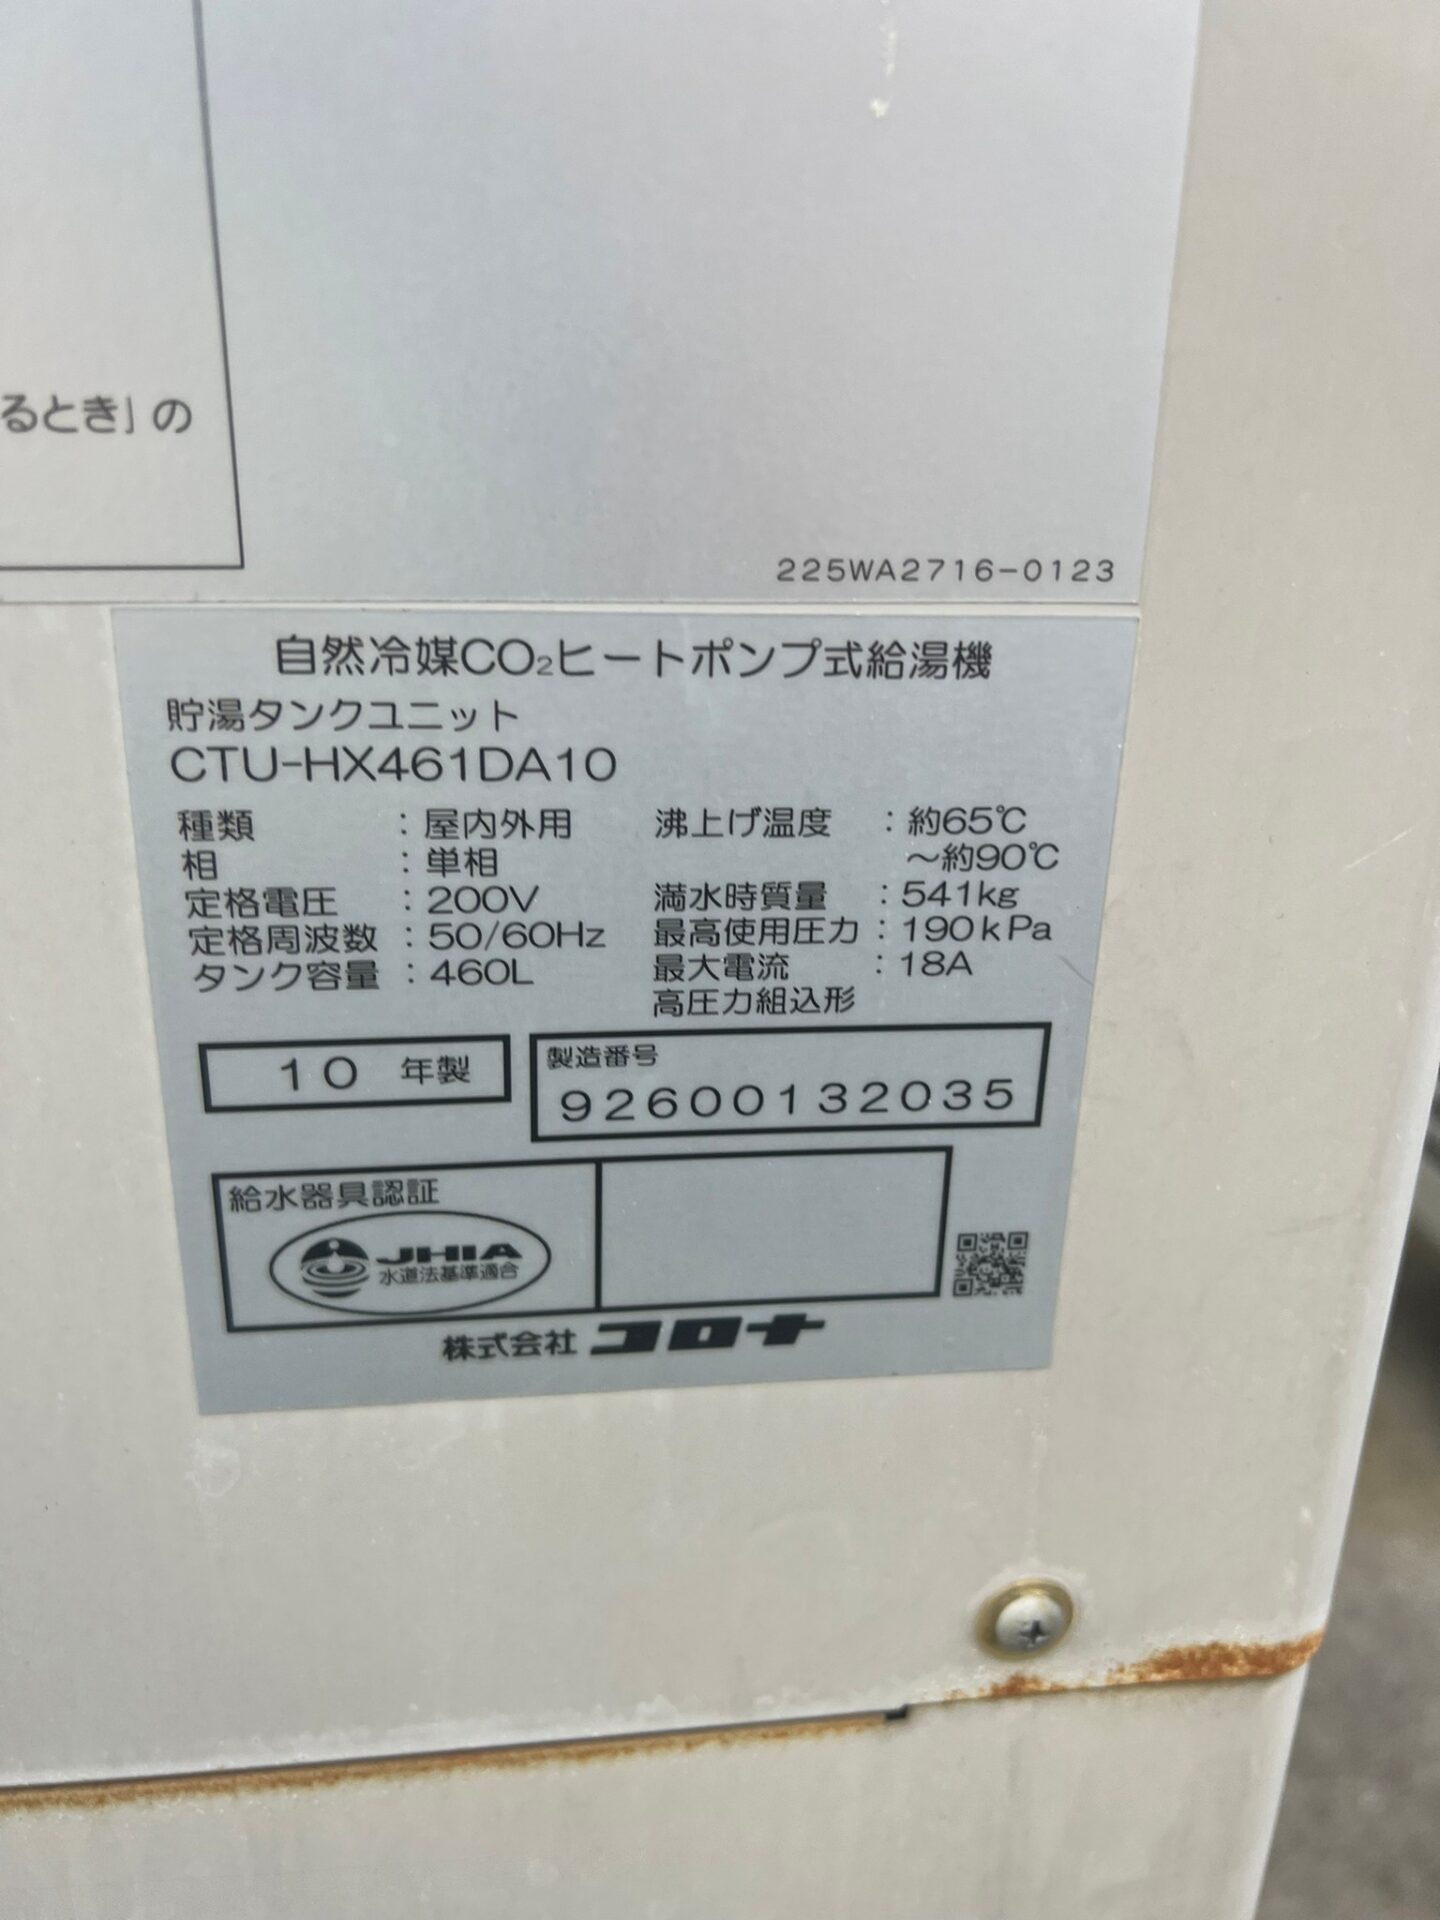 るとき」の
225WA2716-0123
自然冷媒CO₂ヒートポンプ式給湯機
貯湯タンクユニット
CTU-HX461DA10
種類 : 屋内外用
相 : 単相
定格電圧 : 200V
定格周波数 : 50/60Hz
タンク容量 : 460L
沸上げ温度 : 約65℃
～約90℃
満水時質量 : 541kg
最高使用圧力 : 190kPa
最大電流 : 18A
高圧力組込形
10 年製
製造番号
92600132035
給水器具認証
JHIA
水道法基準適合
株式会社 コロナ